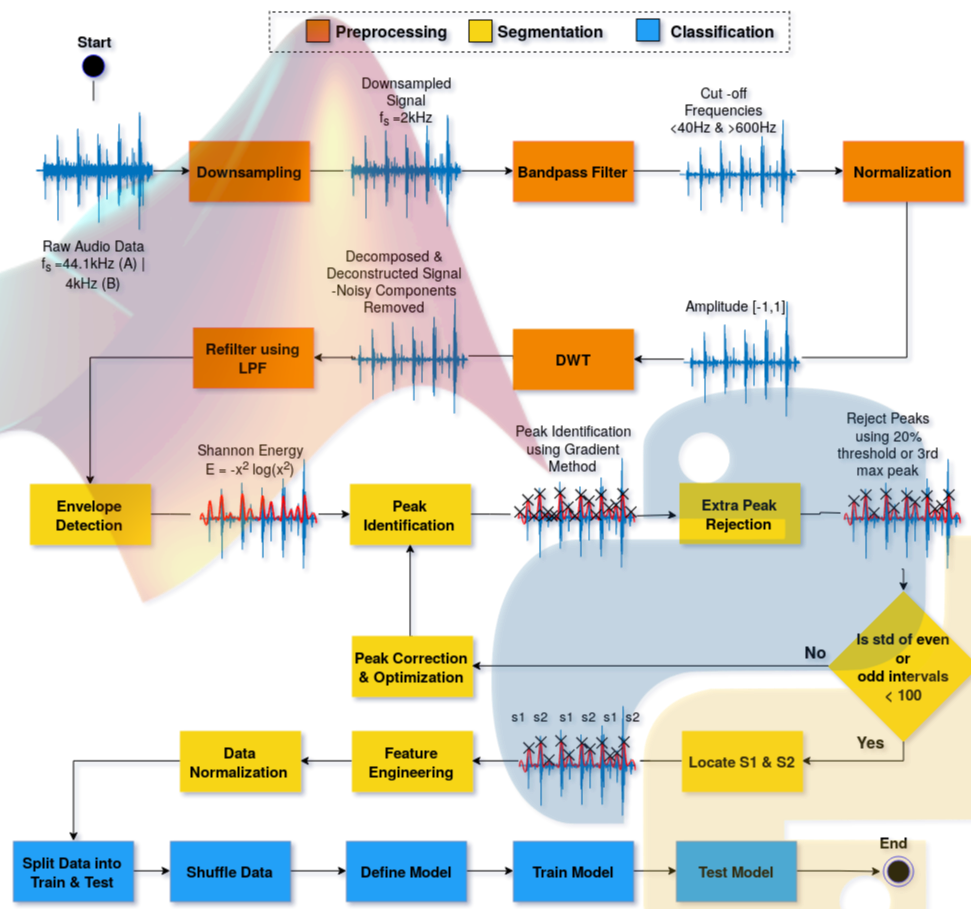 Preprocessing
Segmentation
Classification
Start
Downsampled
Signal
fₛ =2kHz
Cut -off
Frequencies
<40Hz & >600Hz
Downsampling
Bandpass Filter
Normalization
Raw Audio Data
fₛ =44.1kHz (A) |
4kHz (B)
Decomposed &
Deconstructed Signal
-Noisy Components
Removed
Amplitude [-1,1]
Refilter using
LPF
DWT
Shannon Energy
E = -x² log(x²)
Peak Identification
using Gradient
Method
Reject Peaks
using 20%
threshold or 3rd
max peak
Envelope
Detection
Peak
Identification
Extra Peak
Rejection
Is std of even
or
odd intervals
< 100
No
Peak Correction
& Optimization
Yes
s1 s2 s1 s2 s1 s2
Data
Normalization
Feature
Engineering
Locate S1 & S2
Split Data into
Train & Test
Shuffle Data
Define Model
Train Model
Test Model
End